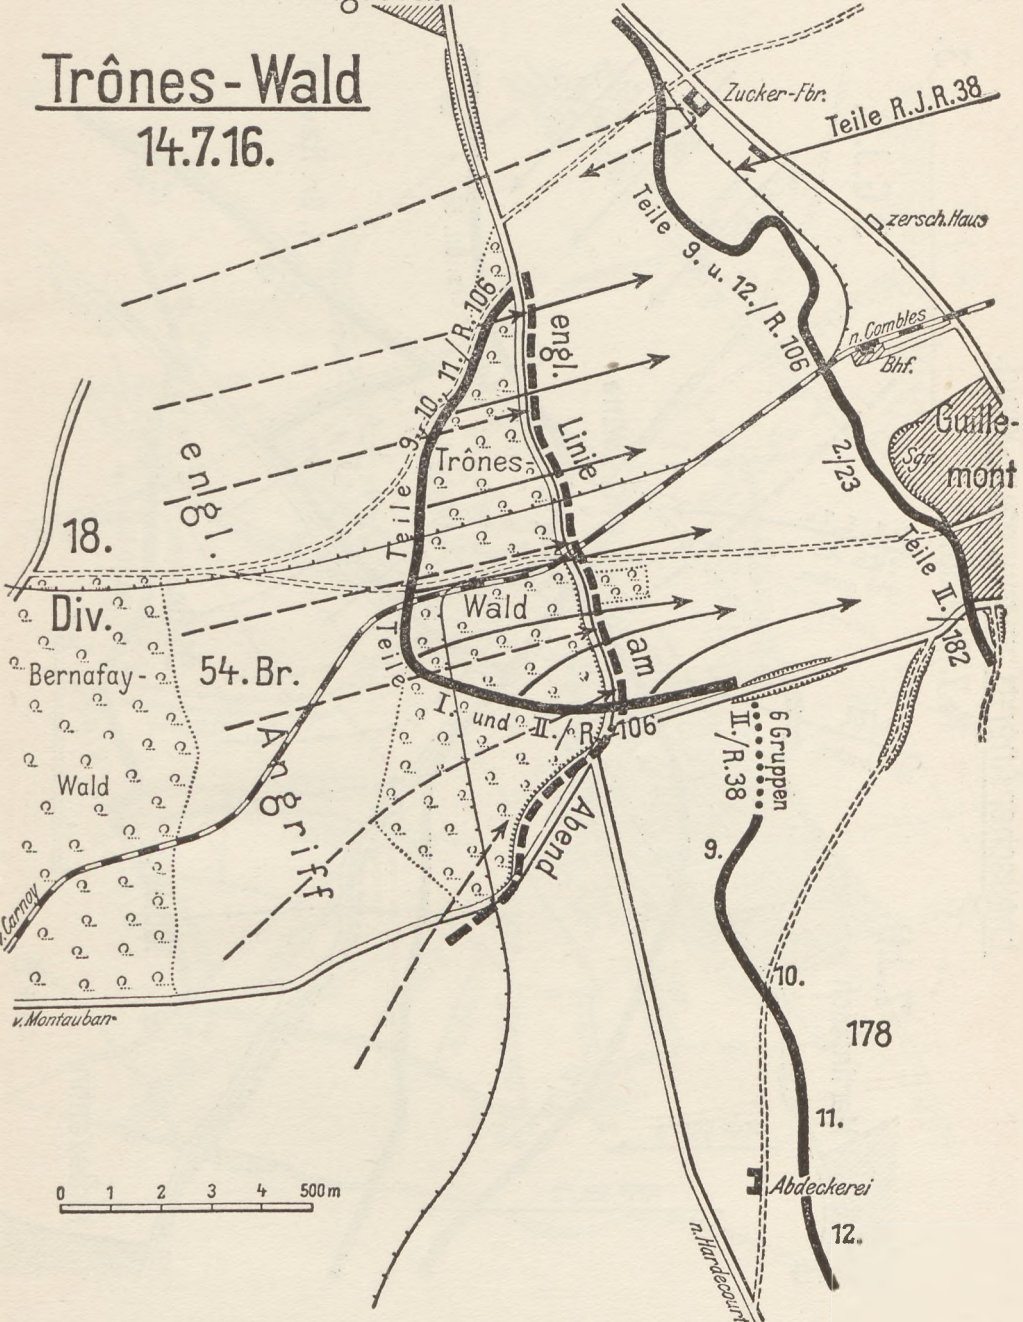 Trônes-Wald
14.7.16.
Zucker-Fbr.
Teile R.J.R.38
zersch.Haus
Teile 9. u. 12./R. 106
n.Combles
Bhf.
Guille-
mont
Sgr.
2./23
Teile II./182
Teile 9., 10., 11./R. 106
engl. Linie am Abend
Trônes-
Wald
engl. Angriff
18.
Div.
54.Br.
Bernafay-
Wald
Teile I. und II./R. 106
6 Gruppen
II./R.38
9.
10.
178
11.
Abdeckerei
12.
v.Carnoy
v.Montauban
n.Hardecourt
0 1 2 3 4 500m